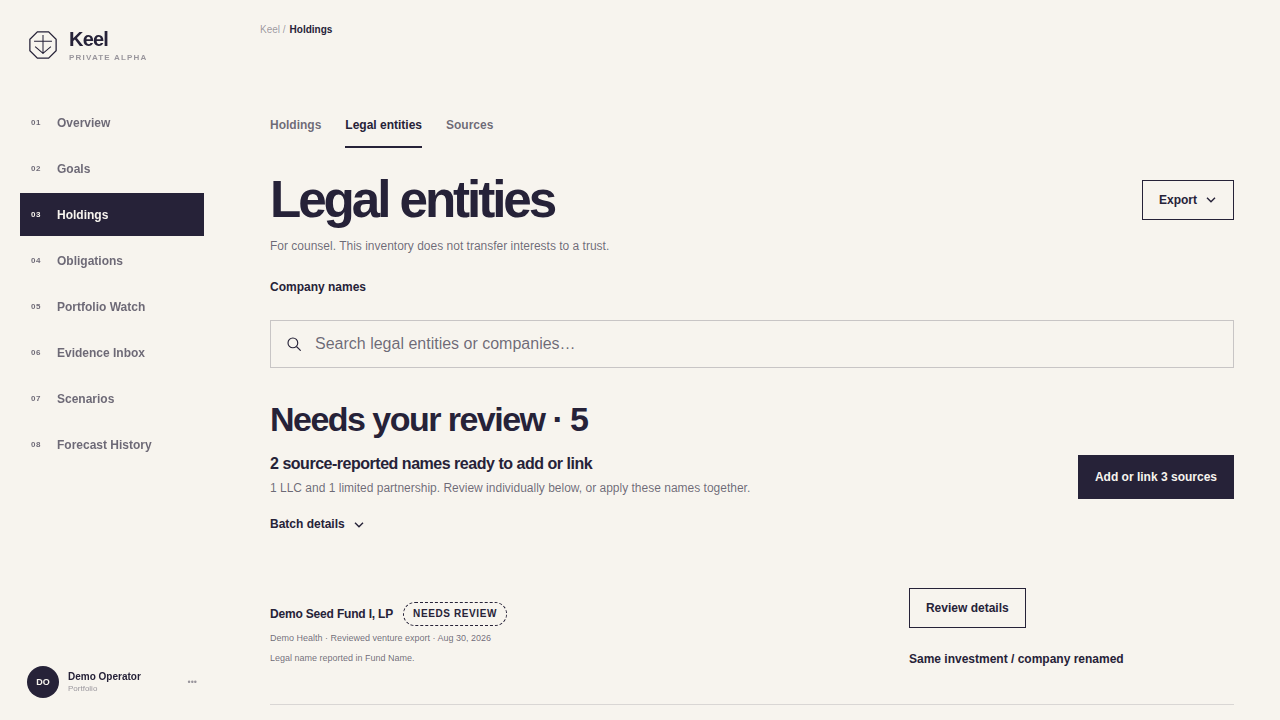 Keel
PRIVATE ALPHA
Keel / Holdings
01 Overview
02 Goals
03 Holdings
04 Obligations
05 Portfolio Watch
06 Evidence Inbox
07 Scenarios
08 Forecast History
DO
Demo Operator
Portfolio
Holdings Legal entities Sources
Legal entities
Export
For counsel. This inventory does not transfer interests to a trust.
Company names
Search legal entities or companies…
Needs your review · 5
2 source-reported names ready to add or link
1 LLC and 1 limited partnership. Review individually below, or apply these names together.
Add or link 3 sources
Batch details
Demo Seed Fund I, LP NEEDS REVIEW
Demo Health · Reviewed venture export · Aug 30, 2026
Legal name reported in Fund Name.
Review details
Same investment / company renamed